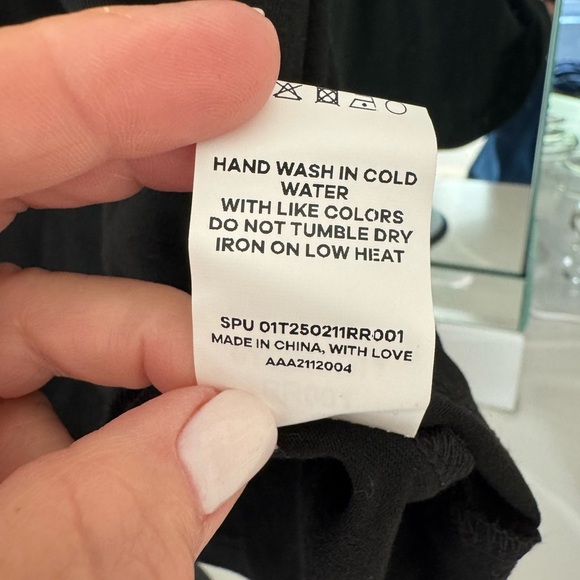 HAND WASH IN COLD
WATER
WITH LIKE COLORS
DO NOT TUMBLE DRY
IRON ON LOW HEAT
SPU 01T250211RR001
MADE IN CHINA, WITH LOVE
AAA2112004